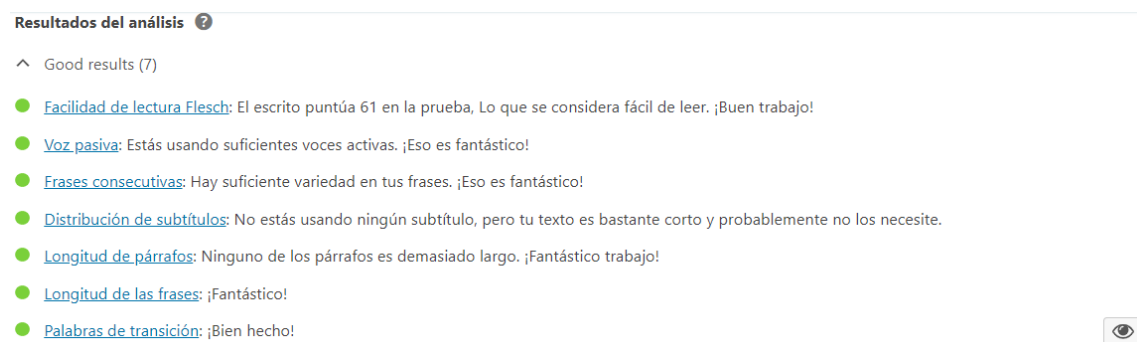 Resultados del análisis ?
Good results (7)
Facilidad de lectura Flesch: El escrito puntúa 61 en la prueba, Lo que se considera fácil de leer. ¡Buen trabajo!
Voz pasiva: Estás usando suficientes voces activas. ¡Eso es fantástico!
Frases consecutivas: Hay suficiente variedad en tus frases. ¡Eso es fantástico!
Distribución de subtítulos: No estás usando ningún subtítulo, pero tu texto es bastante corto y probablemente no los necesite.
Longitud de párrafos: Ninguno de los párrafos es demasiado largo. ¡Fantástico trabajo!
Longitud de las frases: ¡Fantástico!
Palabras de transición: ¡Bien hecho!